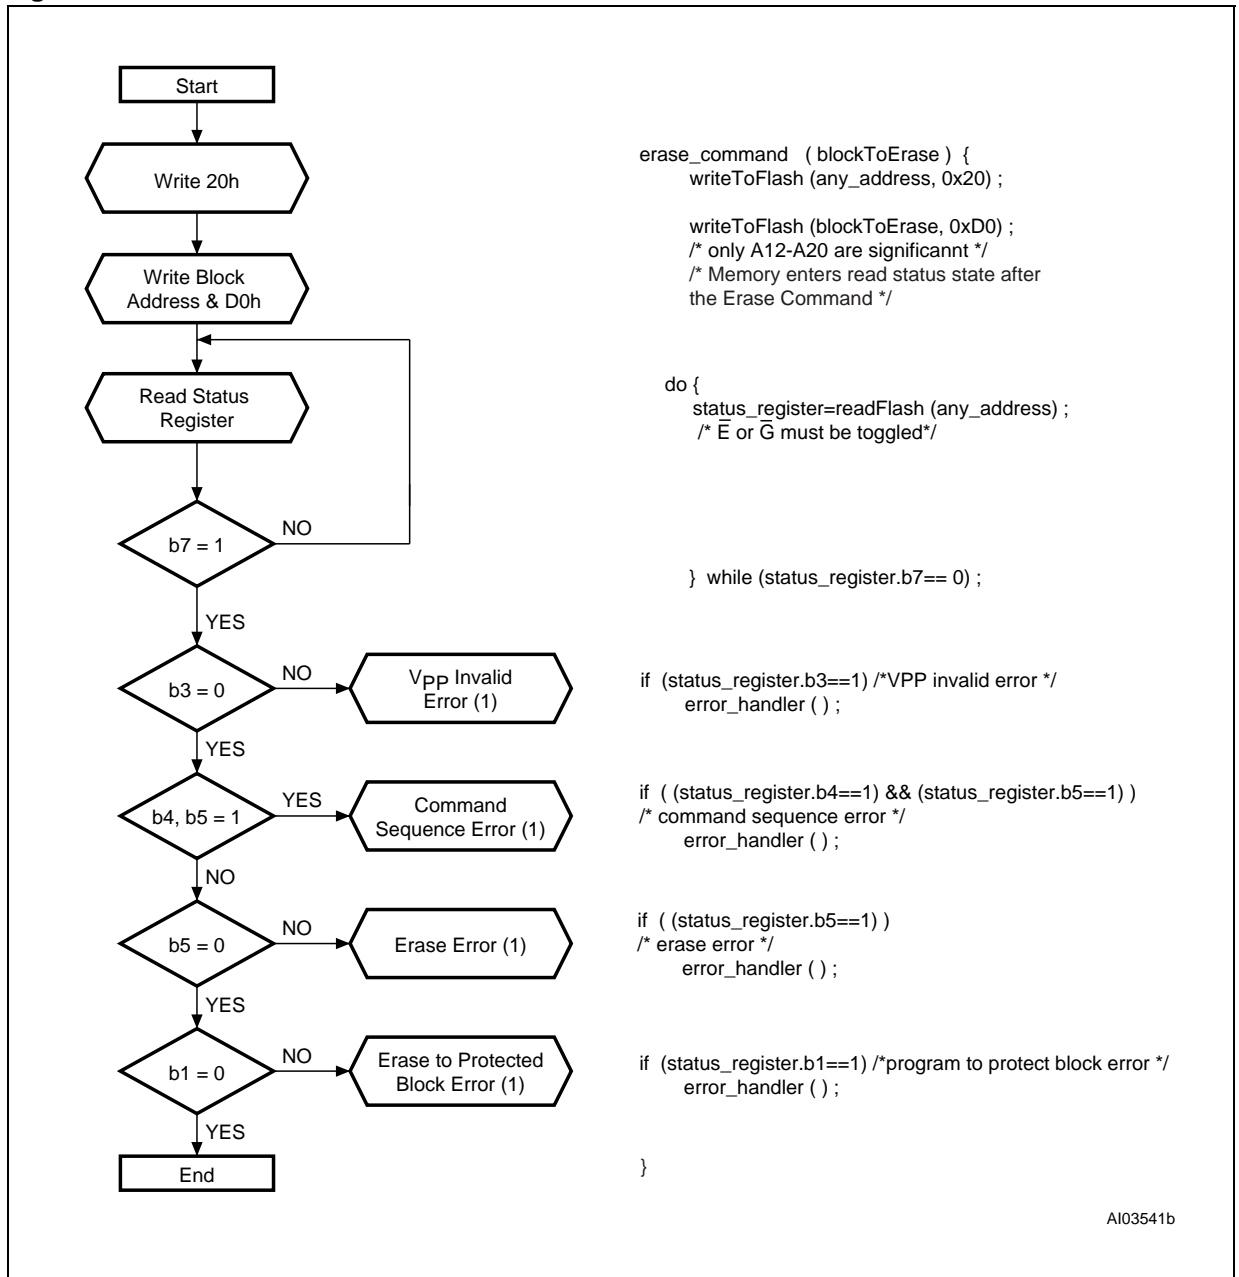 Start
Write 20h
Write Block
Address & D0h
Read Status
Register
b7 = 1
NO
YES
b3 = 0
NO
VPP Invalid
Error (1)
YES
b4, b5 = 1
YES
Command
Sequence Error (1)
NO
b5 = 0
NO
Erase Error (1)
YES
b1 = 0
NO
Erase to Protected
Block Error (1)
YES
End
erase_command ( blockToErase ) {
writeToFlash (any_address, 0x20) ;
writeToFlash (blockToErase, 0xD0) ;
/* only A12-A20 are significannt */
/* Memory enters read status state after
the Erase Command */
do {
status_register=readFlash (any_address) ;
/* E̅ or G̅ must be toggled*/
} while (status_register.b7== 0) ;
if (status_register.b3==1) /*VPP invalid error */
error_handler ( ) ;
if ( (status_register.b4==1) && (status_register.b5==1) )
/* command sequence error */
error_handler ( ) ;
if ( (status_register.b5==1) )
/* erase error */
error_handler ( ) ;
if (status_register.b1==1) /*program to protect block error */
error_handler ( ) ;
}
AI03541b